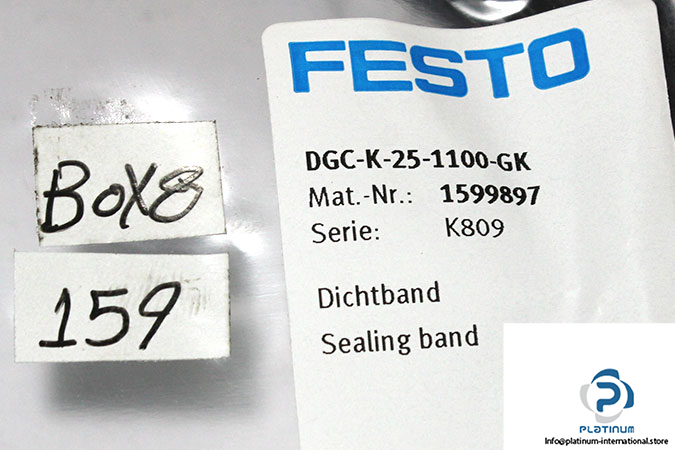 FESTO
DGC-K-25-1100-GK
Mat.-Nr.: 1599897
Serie: K809
Dichtband
Sealing band
BOX8
159
PLATINUM
Info@platinum-international.store